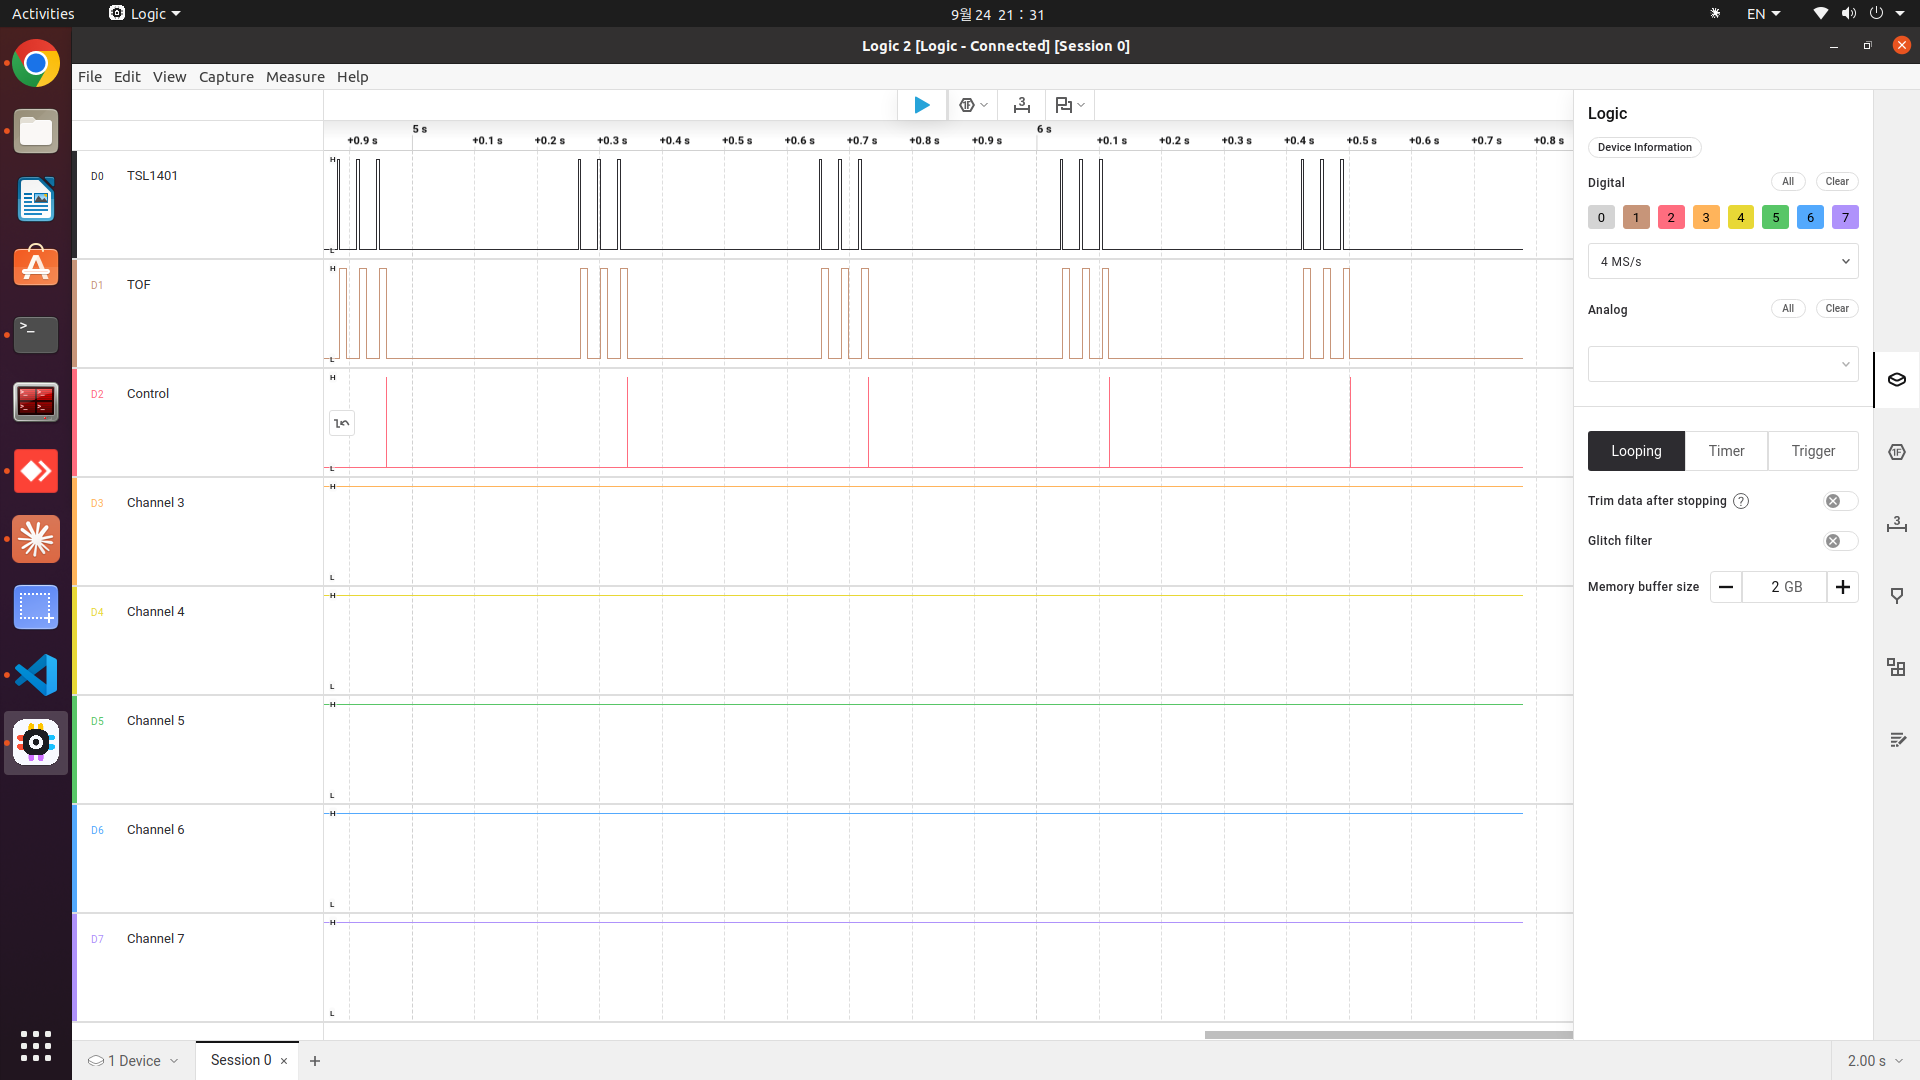 Activities
Logic
9월 24 21 : 31
EN
Logic 2 [Logic - Connected] [Session 0]
File Edit View Capture Measure Help
1F
3
5 s
6 s
+0.9 s +0.1 s +0.2 s +0.3 s +0.4 s +0.5 s +0.6 s +0.7 s +0.8 s +0.9 s +0.1 s +0.2 s +0.3 s +0.4 s +0.5 s +0.6 s +0.7 s +0.8 s
D0 TSL1401
H
L
D1 TOF
H
L
D2 Control
H
L
D3 Channel 3
H
L
D4 Channel 4
H
L
D5 Channel 5
H
L
D6 Channel 6
H
L
D7 Channel 7
H
L
Logic
Device Information
Digital All Clear
0 1 2 3 4 5 6 7
4 MS/s
Analog All Clear
Looping Timer Trigger
Trim data after stopping ?
Glitch filter
Memory buffer size 2 GB
1F
3
1 Device
Session 0
2.00 s